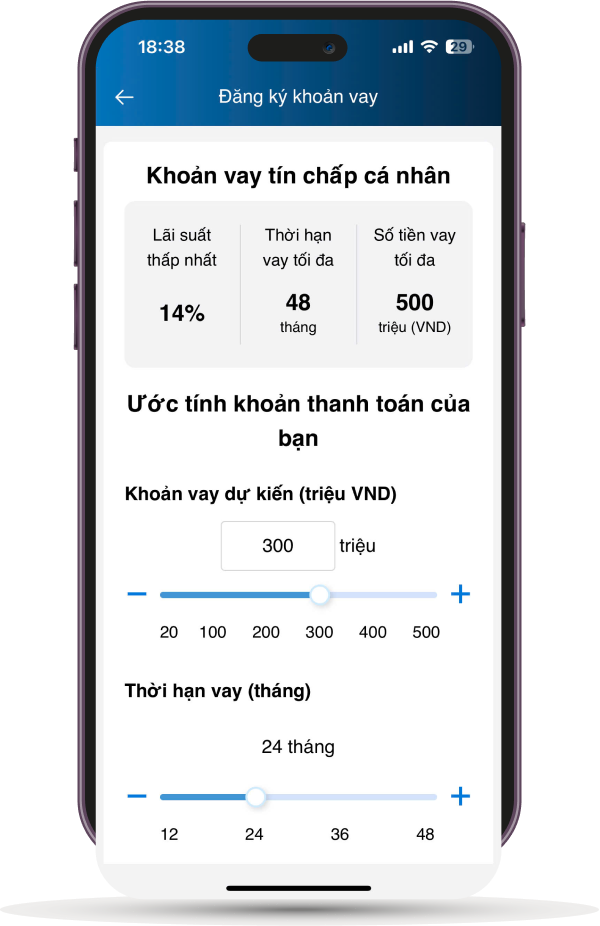 18:38
29
Đăng ký khoản vay
Khoản vay tín chấp cá nhân
Lãi suất
thấp nhất
14%
Thời hạn
vay tối đa
48
tháng
Số tiền vay
tối đa
500
triệu (VND)
Ước tính khoản thanh toán của
bạn
Khoản vay dự kiến (triệu VND)
300 triệu
20 100 200 300 400 500
Thời hạn vay (tháng)
24 tháng
12 24 36 48